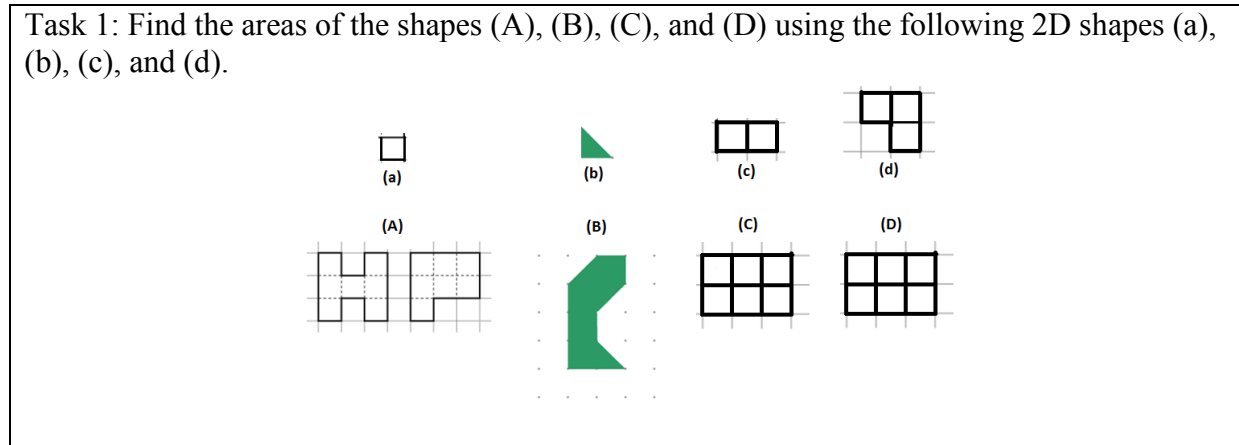 Task 1: Find the areas of the shapes (A), (B), (C), and (D) using the following 2D shapes (a),
(b), (c), and (d).
(a) (b) (c) (d)
(A) (B) (C) (D)